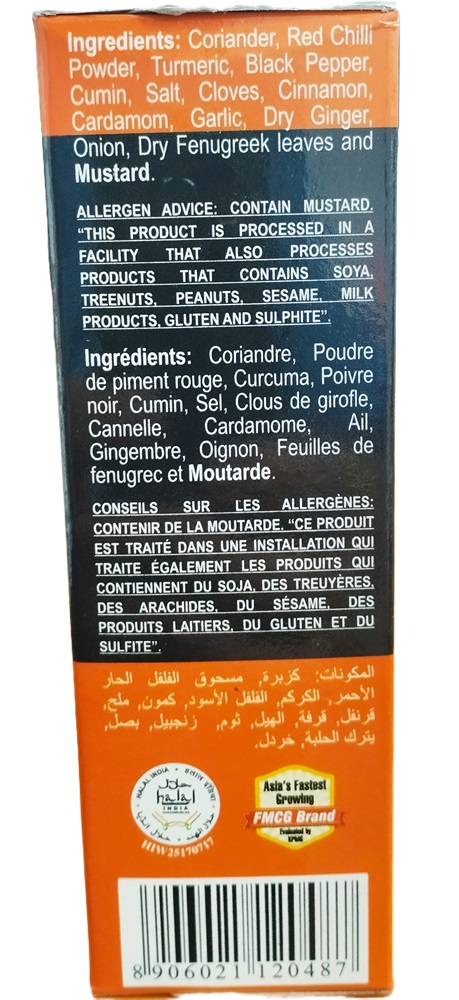 Ingredients: Coriander, Red Chilli
Powder, Turmeric, Black Pepper,
Cumin, Salt, Cloves, Cinnamon,
Cardamom, Garlic, Dry Ginger,
Onion, Dry Fenugreek leaves and
Mustard.
ALLERGEN ADVICE: CONTAIN MUSTARD.
“THIS PRODUCT IS PROCESSED IN A
FACILITY THAT ALSO PROCESSES
PRODUCTS THAT CONTAINS SOYA,
TREENUTS, PEANUTS, SESAME, MILK
PRODUCTS, GLUTEN AND SULPHITE”.
Ingrédients: Coriandre, Poudre
de piment rouge, Curcuma, Poivre
noir, Cumin, Sel, Clous de girofle,
Cannelle, Cardamome, Ail,
Gingembre, Oignon, Feuilles de
fenugrec et Moutarde.
CONSEILS SUR LES ALLERGÈNES:
CONTENIR DE LA MOUTARDE. “CE PRODUIT
EST TRAITÉ DANS UNE INSTALLATION QUI
TRAITE ÉGALEMENT LES PRODUITS QUI
CONTIENNENT DU SOJA, DES TREUYÈRES,
DES ARACHIDES, DU SÉSAME, DES
PRODUITS LAITIERS, DU GLUTEN ET DU
SULFITE”.
المكونات: كزبرة, مسحوق الفلفل الحار
الأحمر, الكركم, الفلفل الأسود, كمون, ملح,
قرنفل, قرفة, الهيل, ثوم, زنجبيل, بصل,
يترك الحلبة, خردل.
HALAL INDIA
حلال
halal
INDIA
HIW25170717
Asia's Fastest
Growing
FMCG Brand
Evaluated by
KPMG
8 906021 120487